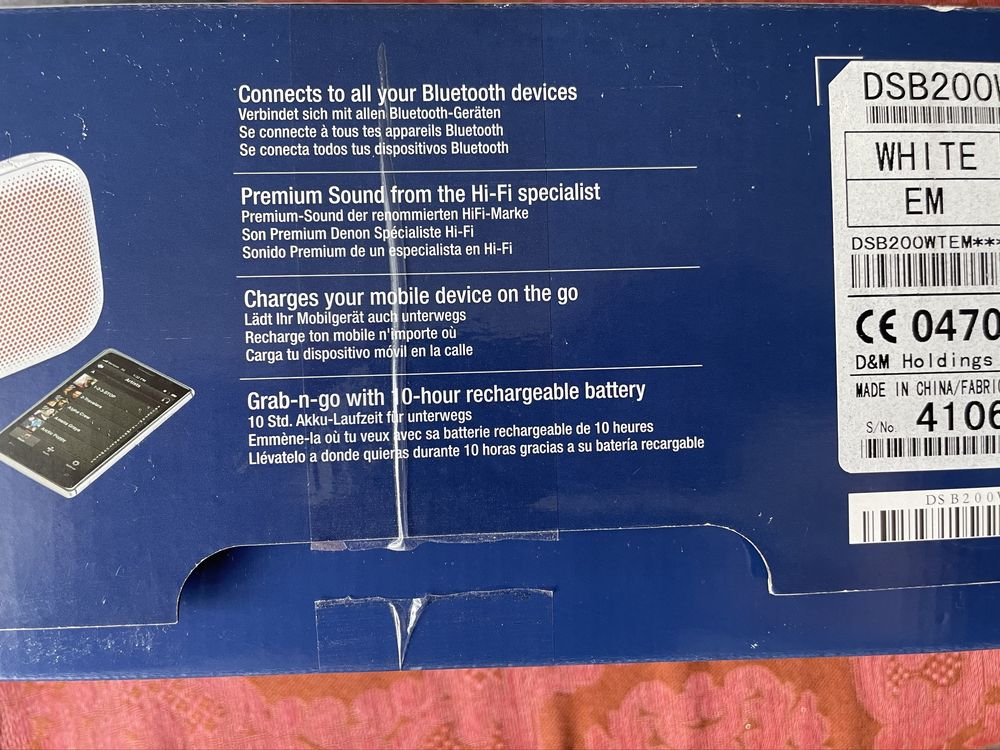 Connects to all your Bluetooth devices
Verbindet sich mit allen Bluetooth-Geräten
Se connecte à tous tes appareils Bluetooth
Se conecta todos tus dispositivos Bluetooth
Premium Sound from the Hi-Fi specialist
Premium-Sound der renommierten HiFi-Marke
Son Premium Denon Spécialiste Hi-Fi
Sonido Premium de un especialista en Hi-Fi
Charges your mobile device on the go
Lädt Ihr Mobilgerät auch unterwegs
Recharge ton mobile n'importe où
Carga tu dispositivo móvil en la calle
Grab-n-go with 10-hour rechargeable battery
10 Std. Akku-Laufzeit für unterwegs
Emmène-la où tu veux avec sa batterie rechargeable de 10 heures
Llévatelo a donde quieras durante 10 horas gracias a su batería recargable
DSB200W
WHITE
EM
DSB200WTEM***
CE 0470
D&M Holdings
MADE IN CHINA/FABRIC
S/No. 4106
DSB200W
Artists